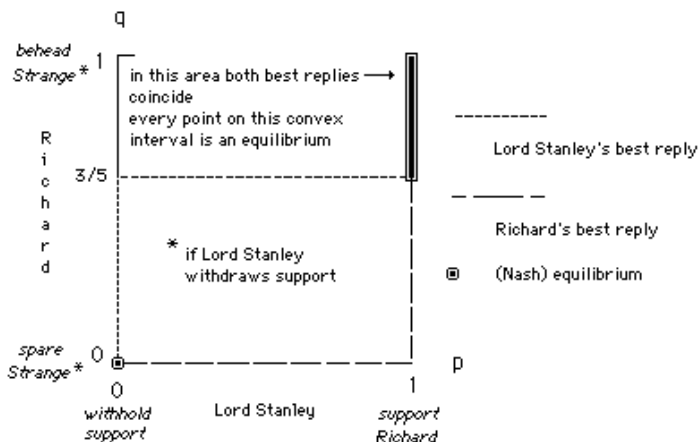 q
behead
Strange*
1
in this area both best replies
coincide
every point on this convex
interval is an equilibrium
Richard
3/5
Lord Stanley's best reply
Richard's best reply
(Nash) equilibrium
* if Lord Stanley
withdraws support
spare
Strange*
0
p
0
1
withhold
support
Lord Stanley
support
Richard